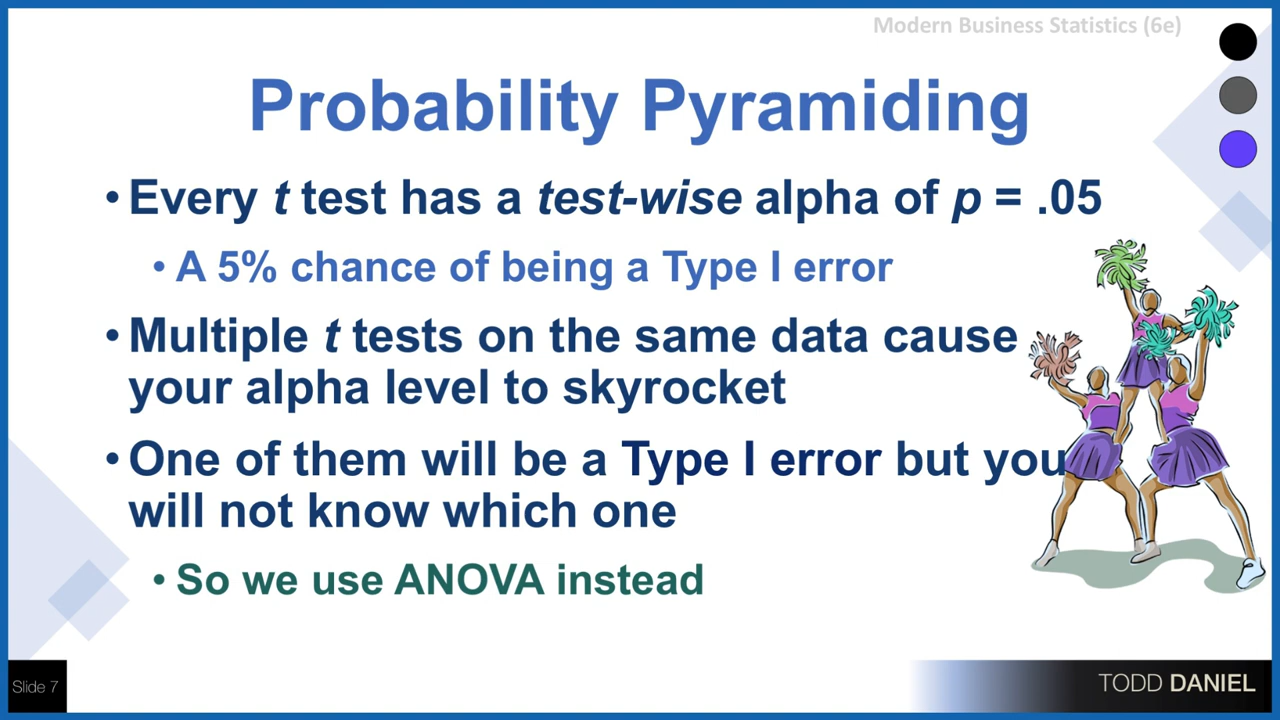 Modern Business Statistics (6e)
Probability Pyramiding
• Every t test has a test-wise alpha of p = .05
• A 5% chance of being a Type I error
• Multiple t tests on the same data cause
your alpha level to skyrocket
• One of them will be a Type I error but you
will not know which one
• So we use ANOVA instead
Slide 7
TODD DANIEL